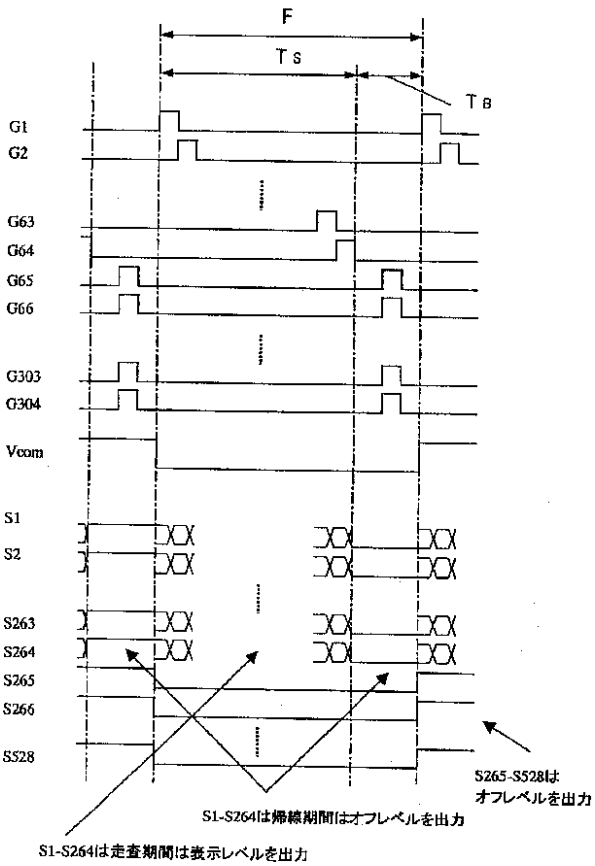 F
TS
TB
G1
G2
G63
G64
G65
G66
G303
G304
Vcom
S1
S2
S263
S264
S265
S266
S528
S265-S528は
オフレベルを出力
S1-S264は帰線期間はオフレベルを出力
S1-S264は走査期間は表示レベルを出力